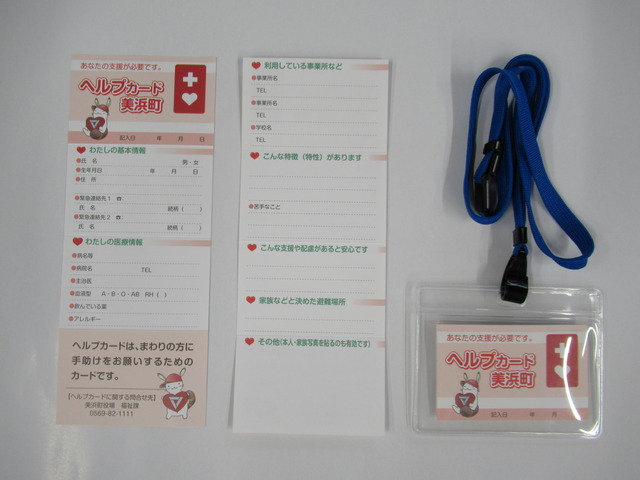 あなたの支援が必要です。
ヘルプカード
美浜町
記入日 年 月 日
わたしの基本情報
氏 名 男・女
生年月日 年 月 日
住 所
緊急連絡先1 ☎:
氏 名 続柄( )
緊急連絡先2 ☎:
氏 名 続柄( )
わたしの医療情報
病名等
病院名 TEL
主治医
血液型 A・B・O・AB RH( )
飲んでいる薬
アレルギー
ヘルプカードは、まわりの方に
手助けをお願いするための
カードです。
【ヘルプカードに関する問合せ先】
美浜町役場 福祉課
0569-82-1111
利用している事業所など
事業所名
TEL
事業所名
TEL
学校名
TEL
こんな特徴(特性)があります
苦手なこと
こんな支援や配慮があると安心です
家族などと決めた避難場所
その他(本人・家族写真を貼るのも有効です)
あなたの支援が必要です。
ヘルプカード
美浜町
記入日 年 月